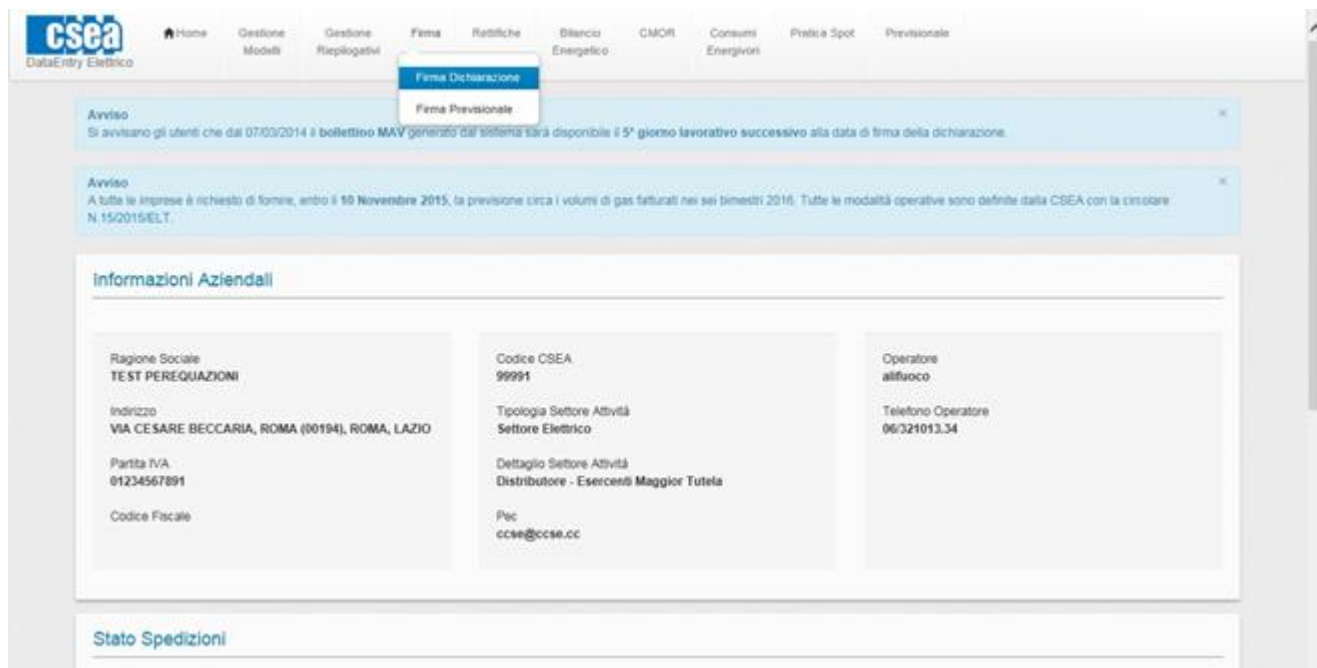 csea
DataEntry Elettrico
Home
Gestione
Modelli
Gestione
Riepilogativi
Firma
Rettifiche
Bilancio
Energetico
CMOR
Consumi
Energivori
Pratica Spot
Previsionale
Firma Dichiarazione
Firma Previsionale
Avviso
Si avvisano gli utenti che dal 07/03/2014 il bollettino MAV generato dal sistema sarà disponibile il 5° giorno lavorativo successivo alla data di firma della dichiarazione.
Avviso
A tutte le imprese è richiesto di fornire, entro il 10 Novembre 2015, la previsione circa i volumi di gas fatturati nei sei bimestri 2016. Tutte le modalità operative sono definite dalla CSEA con la circolare
N.15/2015/ELT.
Informazioni Aziendali
Ragione Sociale
TEST PEREQUAZIONI
Indirizzo
VIA CESARE BECCARIA, ROMA (00194), ROMA, LAZIO
Partita IVA
01234567891
Codice Fiscale
Codice CSEA
99991
Tipologia Settore Attività
Settore Elettrico
Dettaglio Settore Attività
Distributore - Esercenti Maggior Tutela
Pec
ccse@ccse.cc
Operatore
alifuoco
Telefono Operatore
06/321013.34
Stato Spedizioni